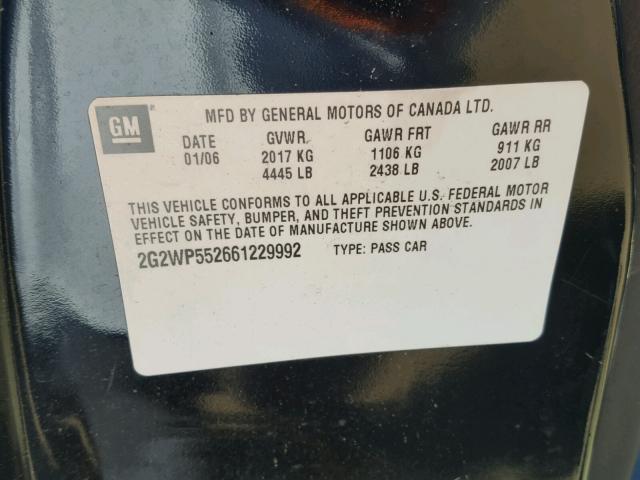 GM
MFD BY GENERAL MOTORS OF CANADA LTD.
DATE GVWR GAWR FRT GAWR RR
01/06 2017 KG 1106 KG 911 KG
4445 LB 2438 LB 2007 LB
THIS VEHICLE CONFORMS TO ALL APPLICABLE U.S. FEDERAL MOTOR
VEHICLE SAFETY, BUMPER, AND THEFT PREVENTION STANDARDS IN
EFFECT ON THE DATE OF MANUFACTURE SHOWN ABOVE.
2G2WP552661229992 TYPE: PASS CAR